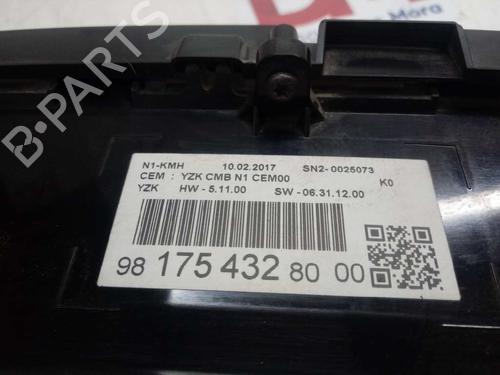 Mora
N1-KMH 10.02.2017 SN2- 0025073
CEM : YZK CMB N1 CEM00 K0
YZK HW - 5.11.00 SW - 06.31.12.00
98 175 432 80 00
B-PARTS